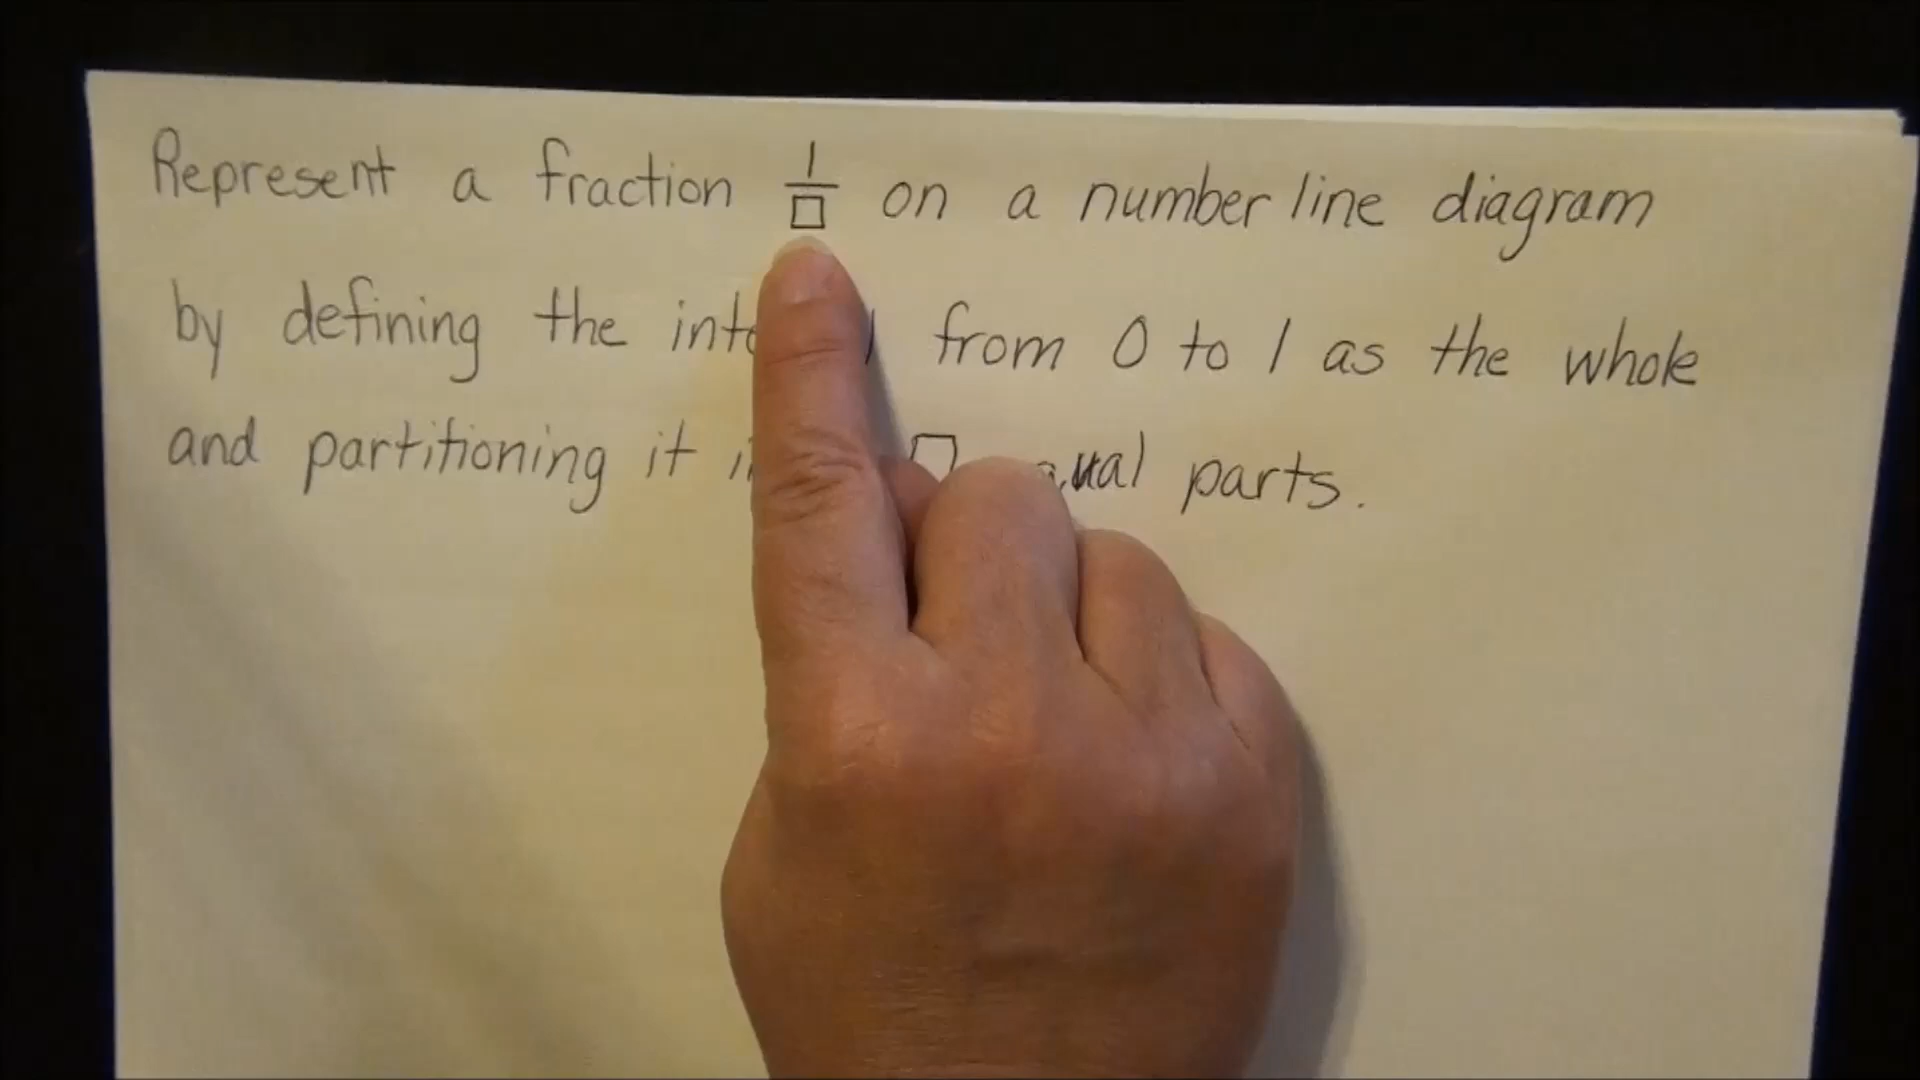 Represent a fraction 1/□ on a number line diagram
by defining the from 0 to 1 as the whole
and partitioning it □ parts.